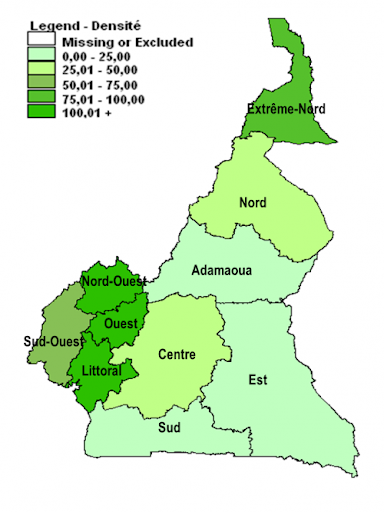 Legend - Densité
Missing or Excluded
0,00 - 25,00
25,01 - 50,00
50,01 - 75,00
75,01 - 100,00
100,01 +
Extrême-Nord
Nord
Adamaoua
Nord-Ouest
Ouest
Sud-Ouest
Centre
Littoral
Est
Sud